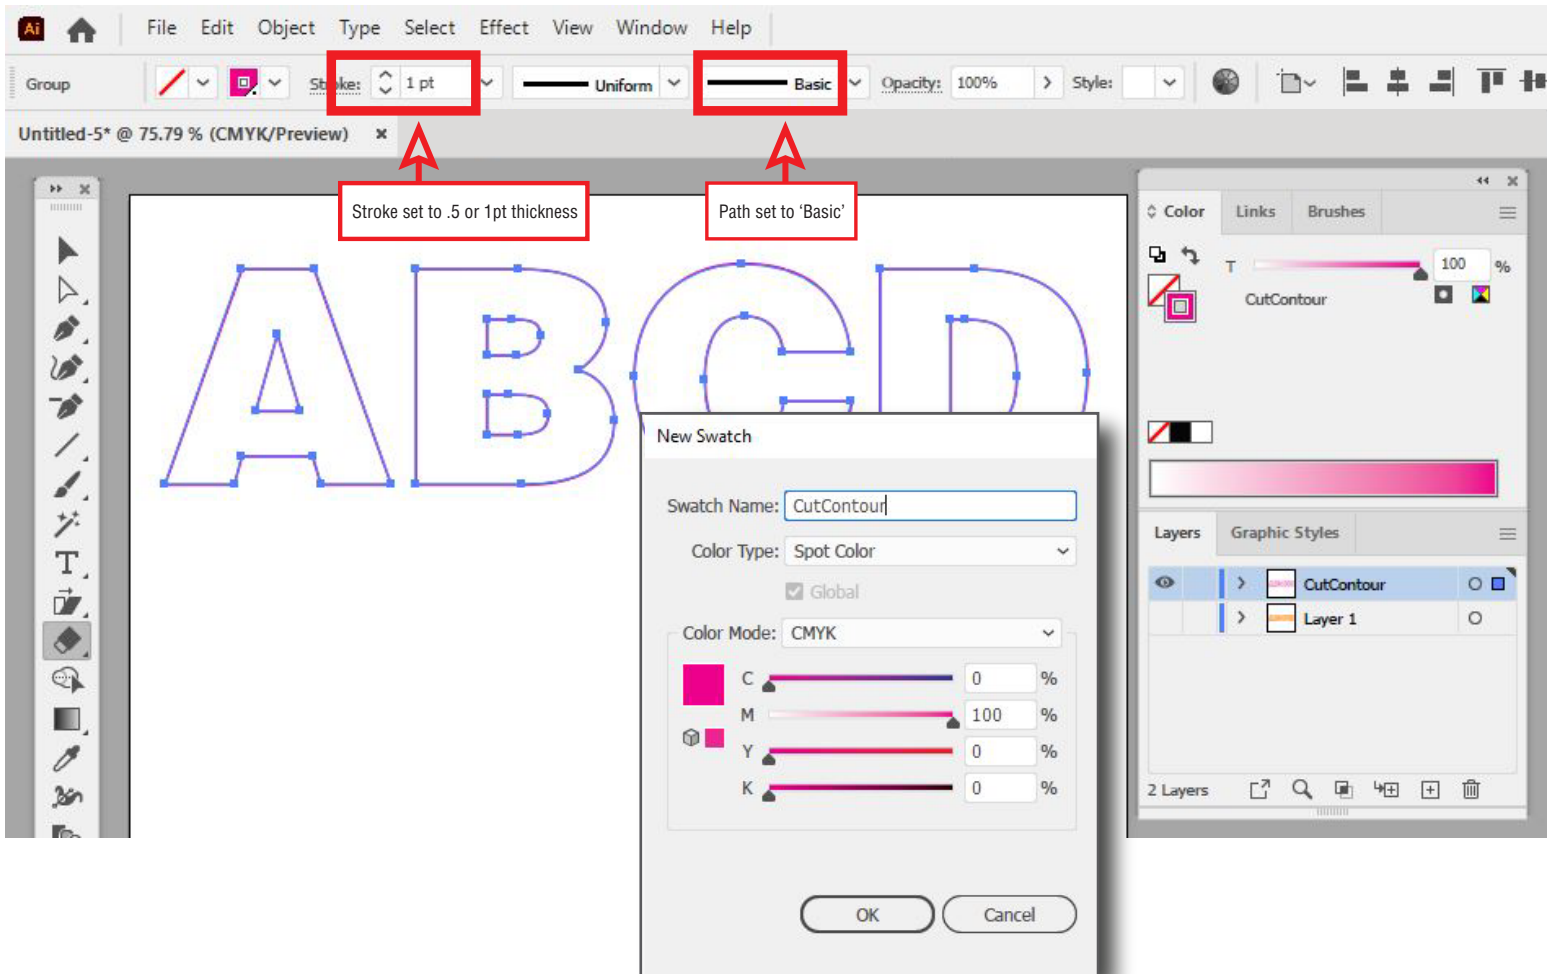 Ai File Edit Object Type Select Effect View Window Help
Group Stroke: 1 pt Uniform Basic Opacity: 100% Style:
Untitled-5* @ 75.79 % (CMYK/Preview) ×
Stroke set to .5 or 1pt thickness
Path set to ‘Basic’
Color Links Brushes
T 100 %
CutContour
ABCD
New Swatch
Swatch Name: CutContour
Color Type: Spot Color
Global
Color Mode: CMYK
C 0 %
M 100 %
Y 0 %
K 0 %
OK Cancel
Layers Graphic Styles
CutContour
Layer 1
2 Layers